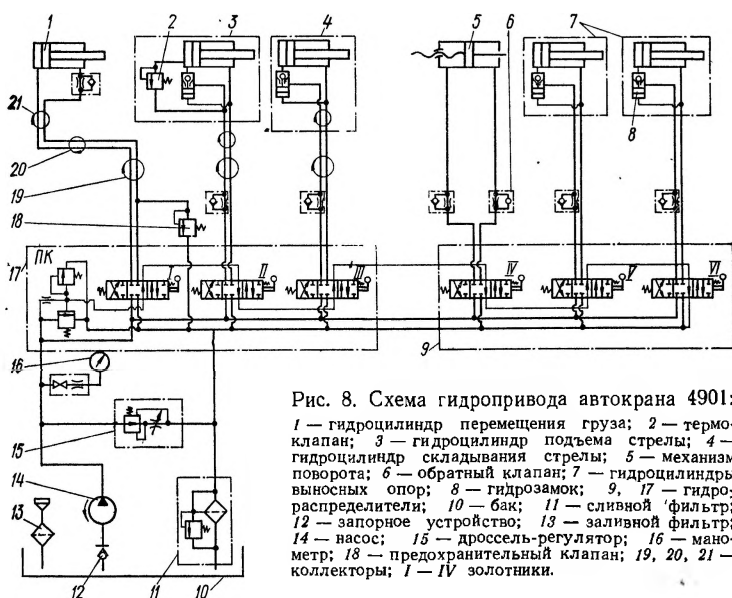 1
2
3
4
5
6
7
8
21
20
19
18
17
ПК
I
II
III
IV
V
VI
16
9
15
14
13
12
11
10
Рис. 8. Схема гидропривода автокрана 4901:
1 — гидроцилиндр перемещения груза; 2 — термо-
клапан; 3 — гидроцилиндр подъема стрелы; 4 —
гидроцилиндр складывания стрелы; 5 — механизм
поворота; 6 — обратный клапан; 7 — гидроцилиндры
выносных опор; 8 — гидрозамок; 9, 17 — гидро-
распределители; 10 — бак; 11 — сливной фильтр;
12 — запорное устройство; 13 — заливной фильтр;
14 — насос; 15 — дроссель-регулятор; 16 — мано-
метр; 18 — предохранительный клапан; 19, 20, 21 —
коллекторы; I — IV золотники.